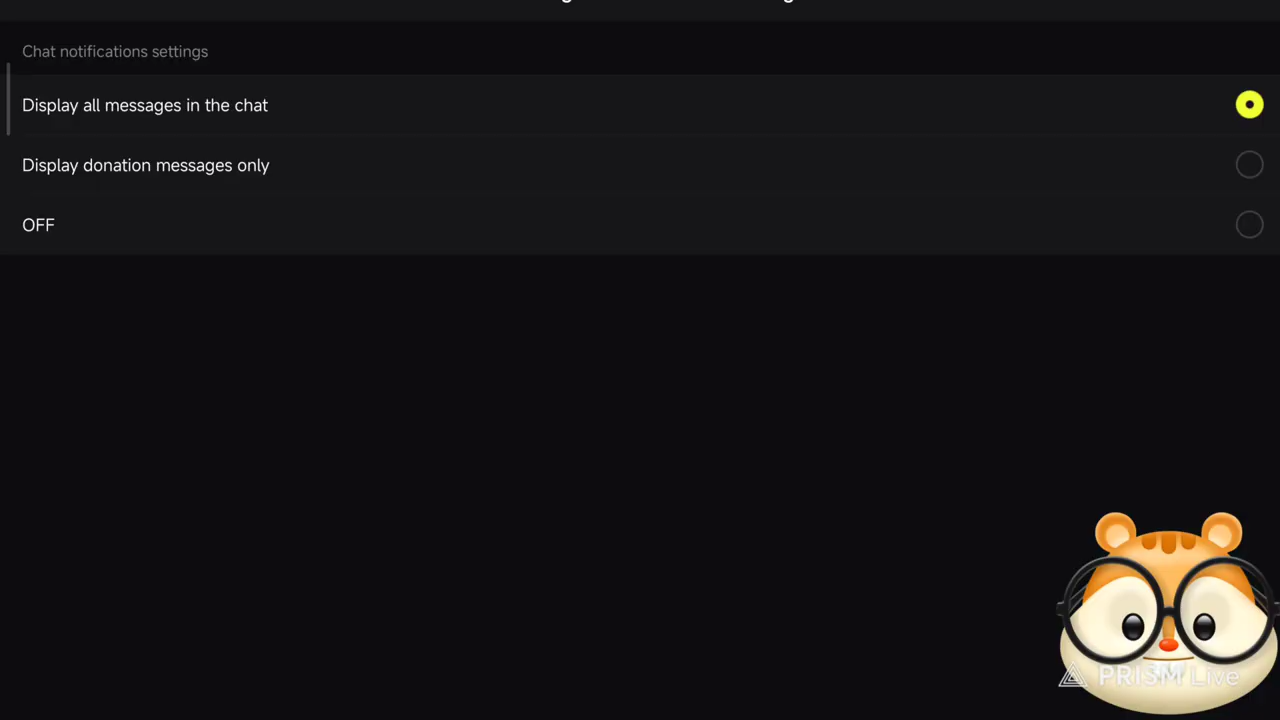 Chat notifications settings
Display all messages in the chat
Display donation messages only
OFF
PRISM Live